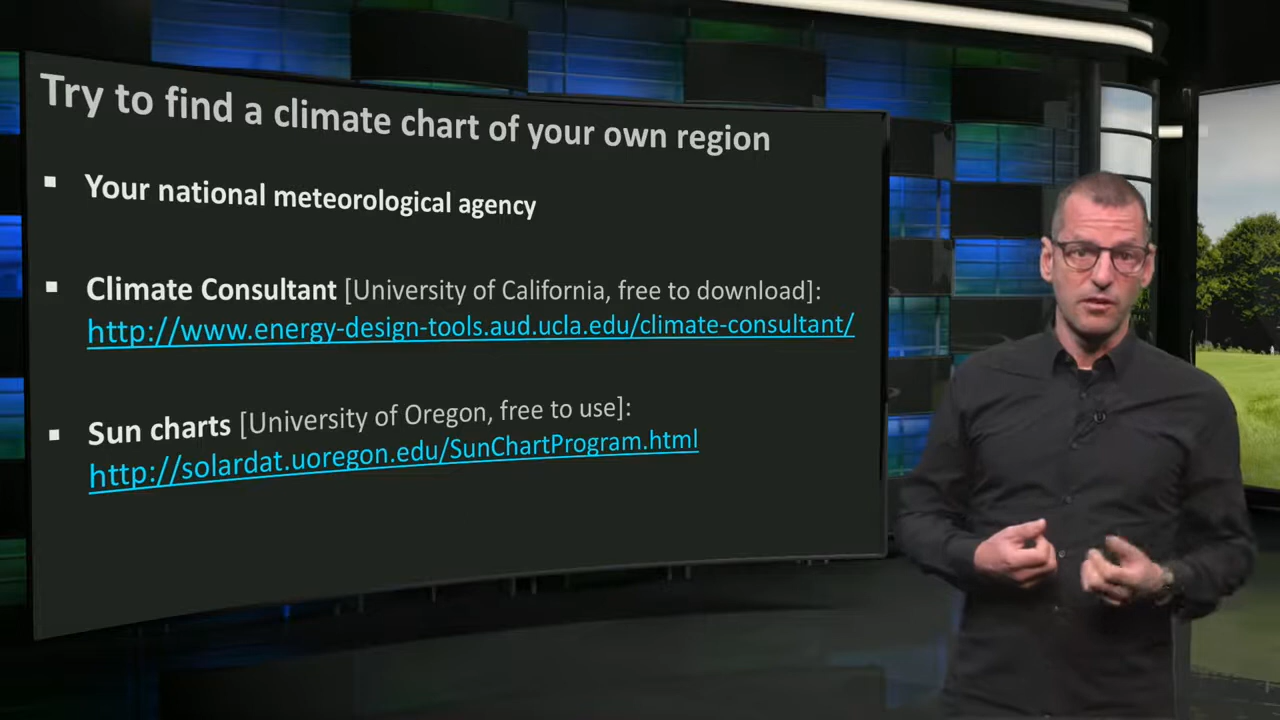 Try to find a climate chart of your own region
▪ Your national meteorological agency
▪ Climate Consultant [University of California, free to download]:
http://www.energy-design-tools.aud.ucla.edu/climate-consultant/
▪ Sun charts [University of Oregon, free to use]:
http://solardat.uoregon.edu/SunChartProgram.html